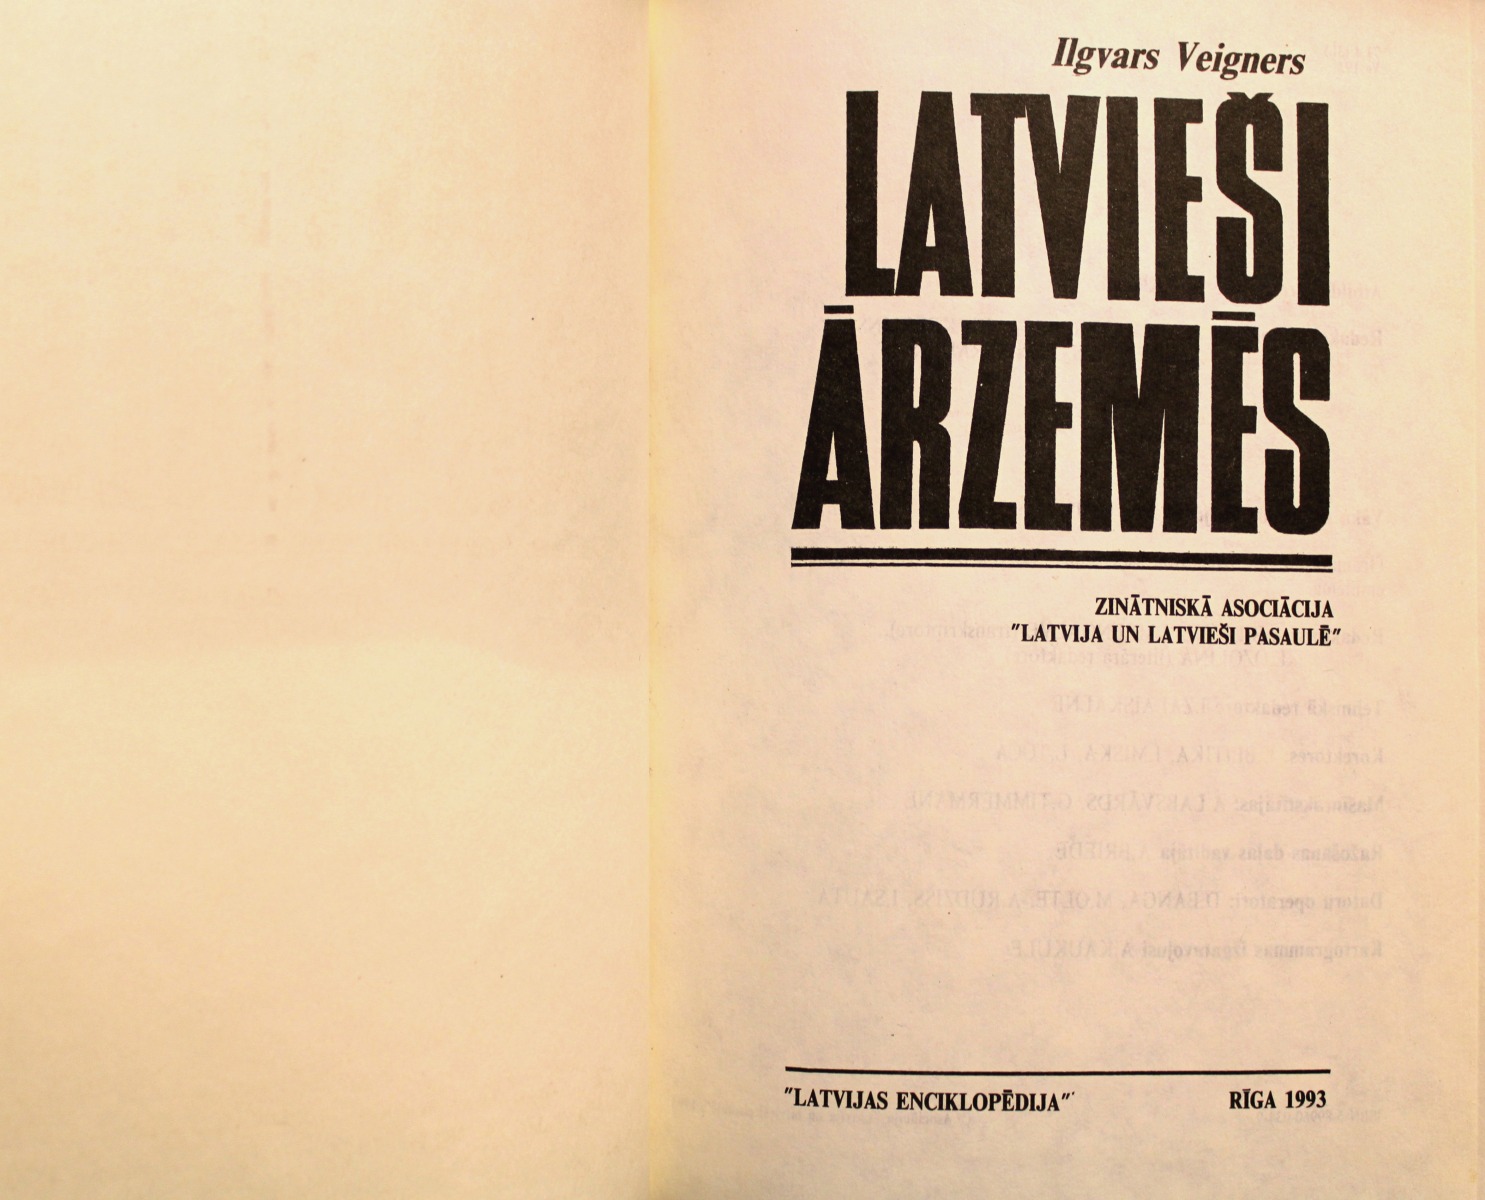 Ilgvars Veigners
LATVIEŠI
ĀRZEMĒS
ZINĀTNISKĀ ASOCIĀCIJA
"LATVIJA UN LATVIEŠI PASAULĒ"
"LATVIJAS ENCIKLOPĒDIJA" RĪGA 1993